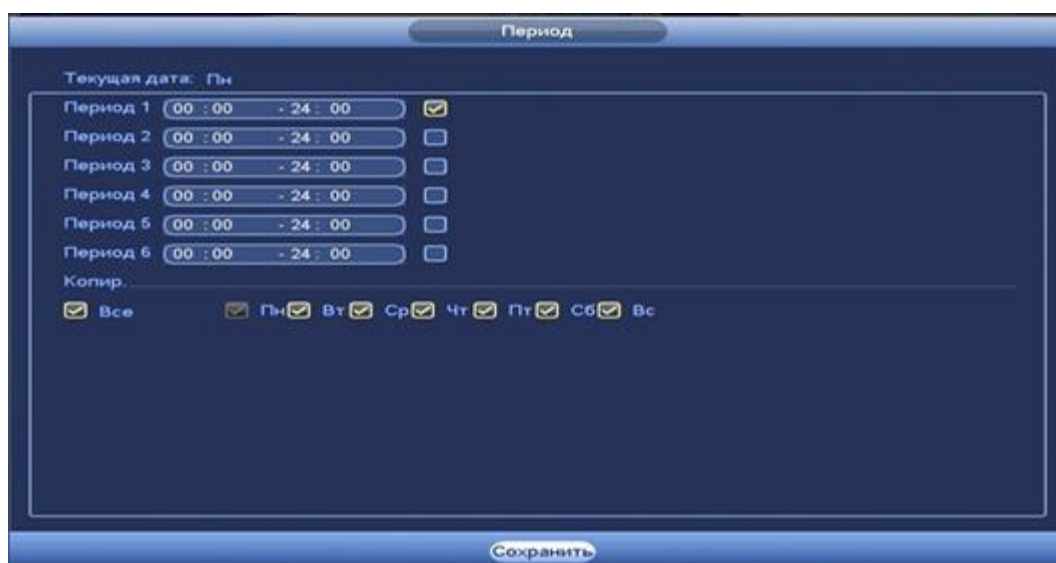 Период
Текущая дата: Пн
Период 1 00 : 00 - 24 : 00
Период 2 00 : 00 - 24 : 00
Период 3 00 : 00 - 24 : 00
Период 4 00 : 00 - 24 : 00
Период 5 00 : 00 - 24 : 00
Период 6 00 : 00 - 24 : 00
Копир.
Все Пн Вт Ср Чт Пт Сб Вс
Сохранить